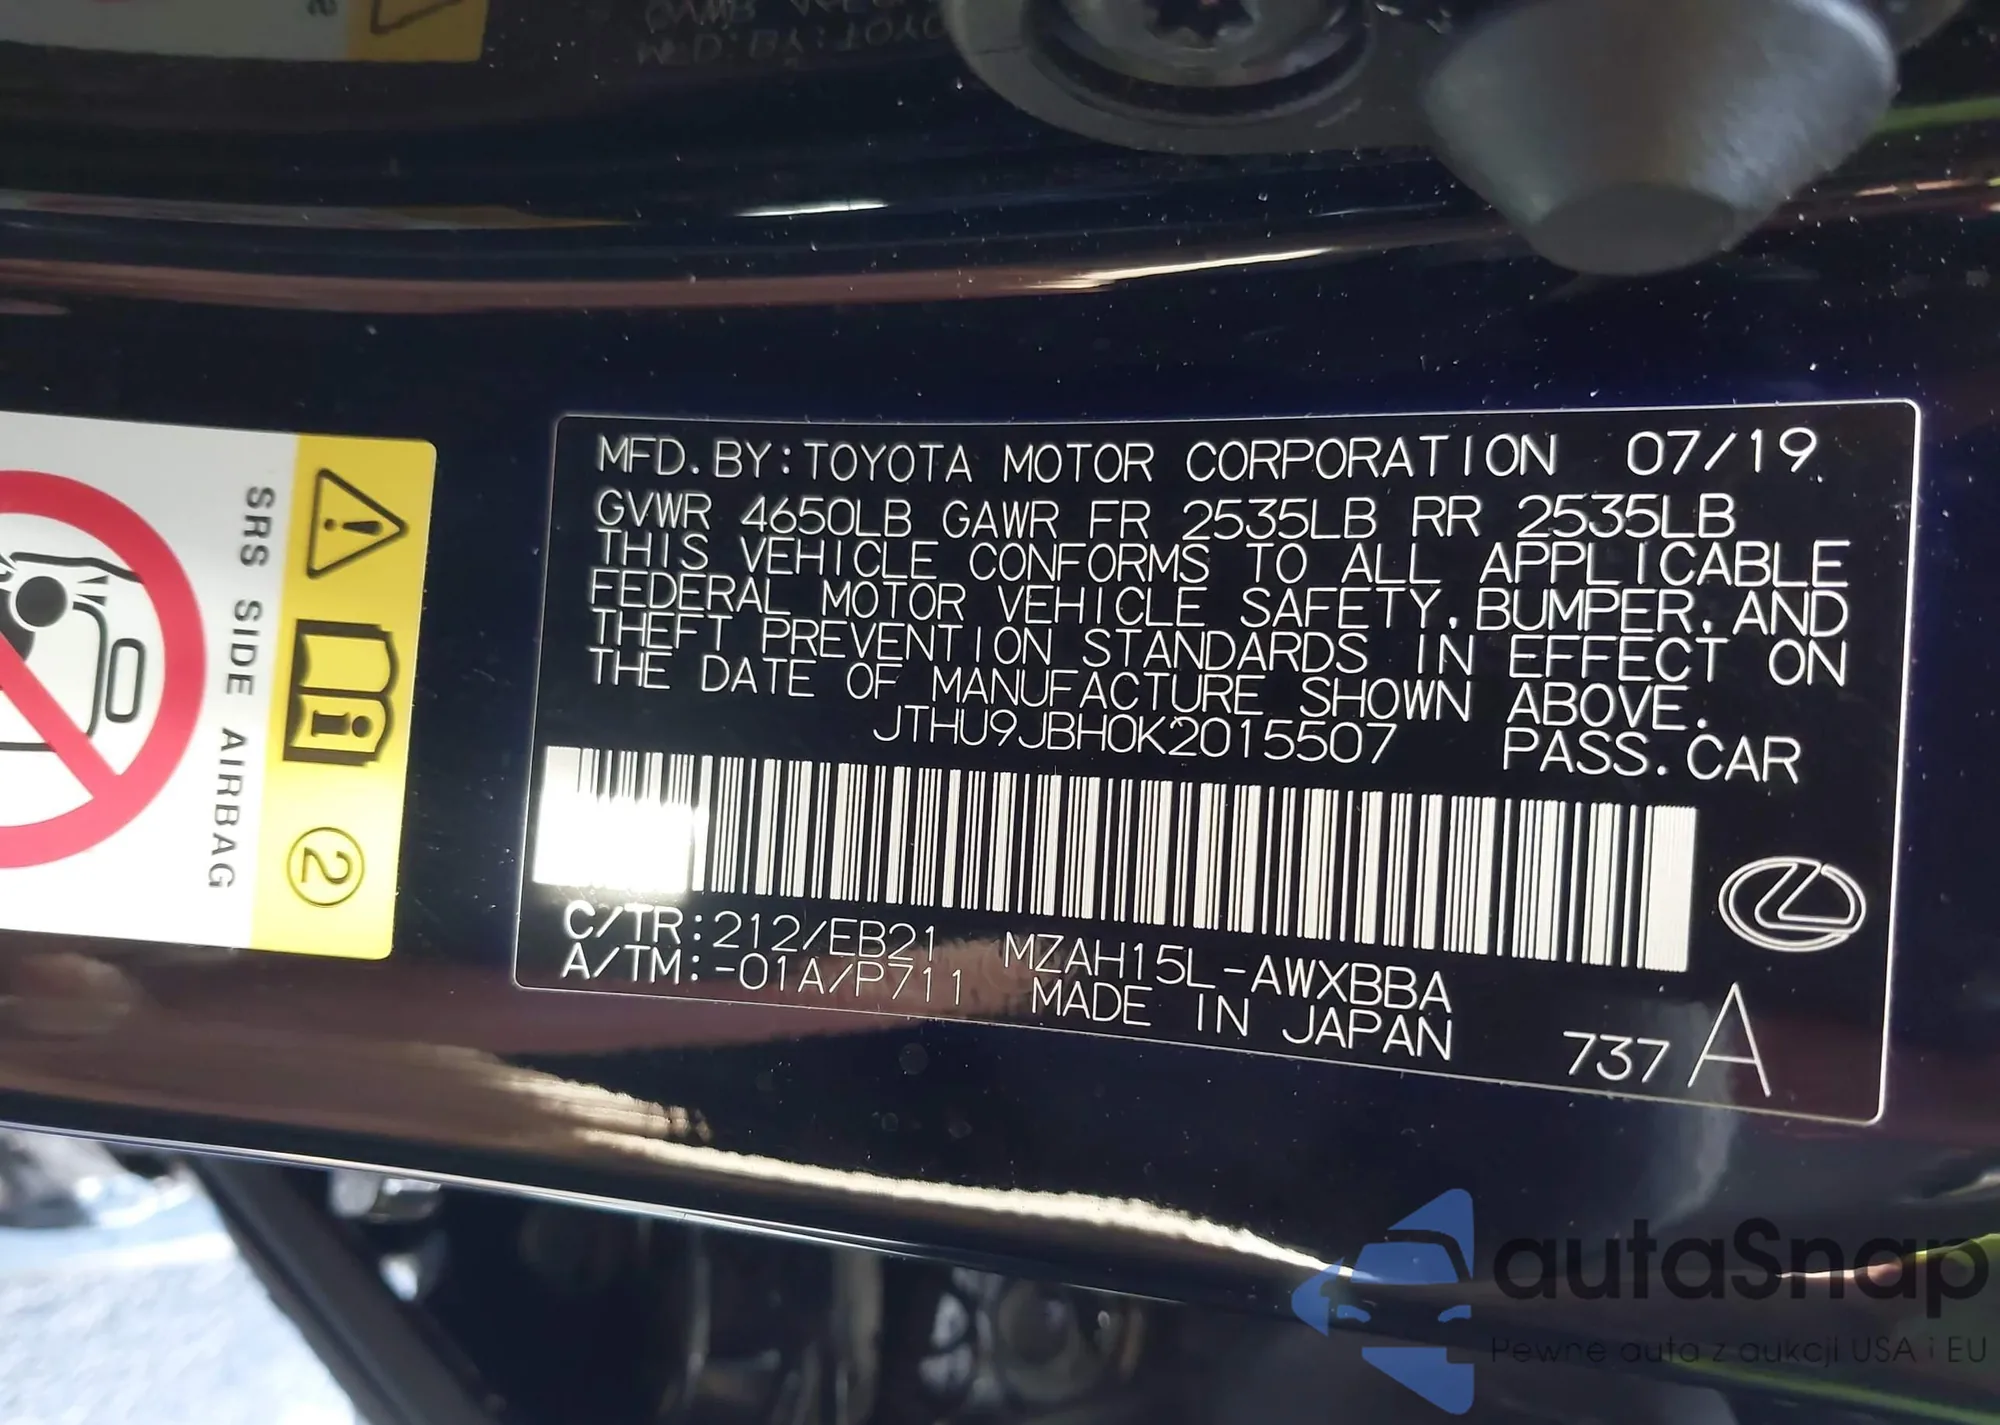 SRS SIDE AIRBAG
2
MFD. BY: TOYOTA MOTOR CORPORATION 07/19
GVWR 4650LB GAWR FR 2535LB RR 2535LB
THIS VEHICLE CONFORMS TO ALL APPLICABLE
FEDERAL MOTOR VEHICLE SAFETY, BUMPER, AND
THEFT PREVENTION STANDARDS IN EFFECT ON
THE DATE OF MANUFACTURE SHOWN ABOVE.
JTHU9JBH0K2015507 PASS. CAR
C/TR: 212/EB21 MZAH15L-AWXBBA
A/TM: -01A/P711 MADE IN JAPAN
737 A
autaSnap
Pewne auta z aukcji USA i EU